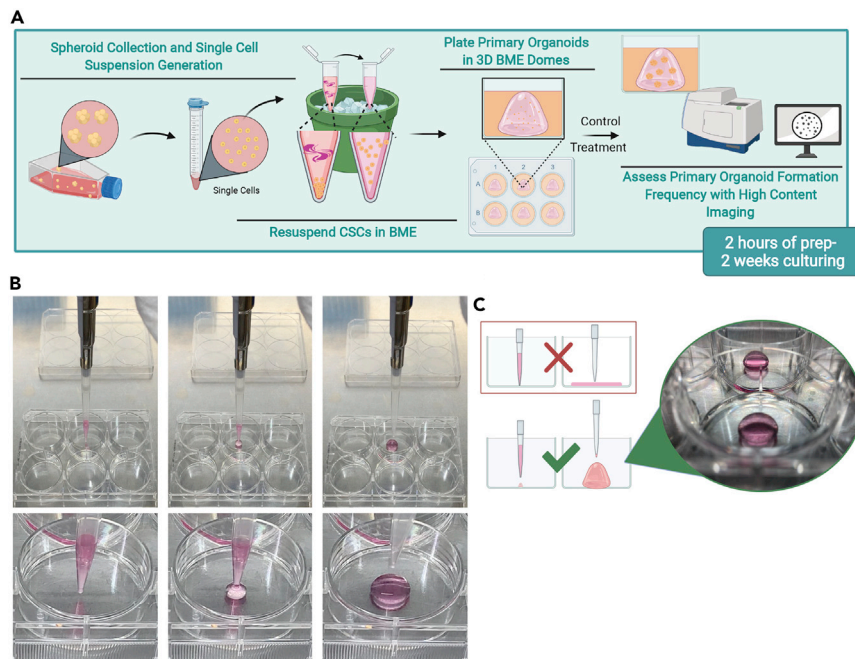 A
Spheroid Collection and Single Cell
Suspension Generation
Single Cells
Resuspend CSCs in BME
Plate Primary Organoids
in 3D BME Domes
1 2 3
A
B
Control
Treatment
Assess Primary Organoid Formation
Frequency with High Content
Imaging
2 hours of prep-
2 weeks culturing
B
C